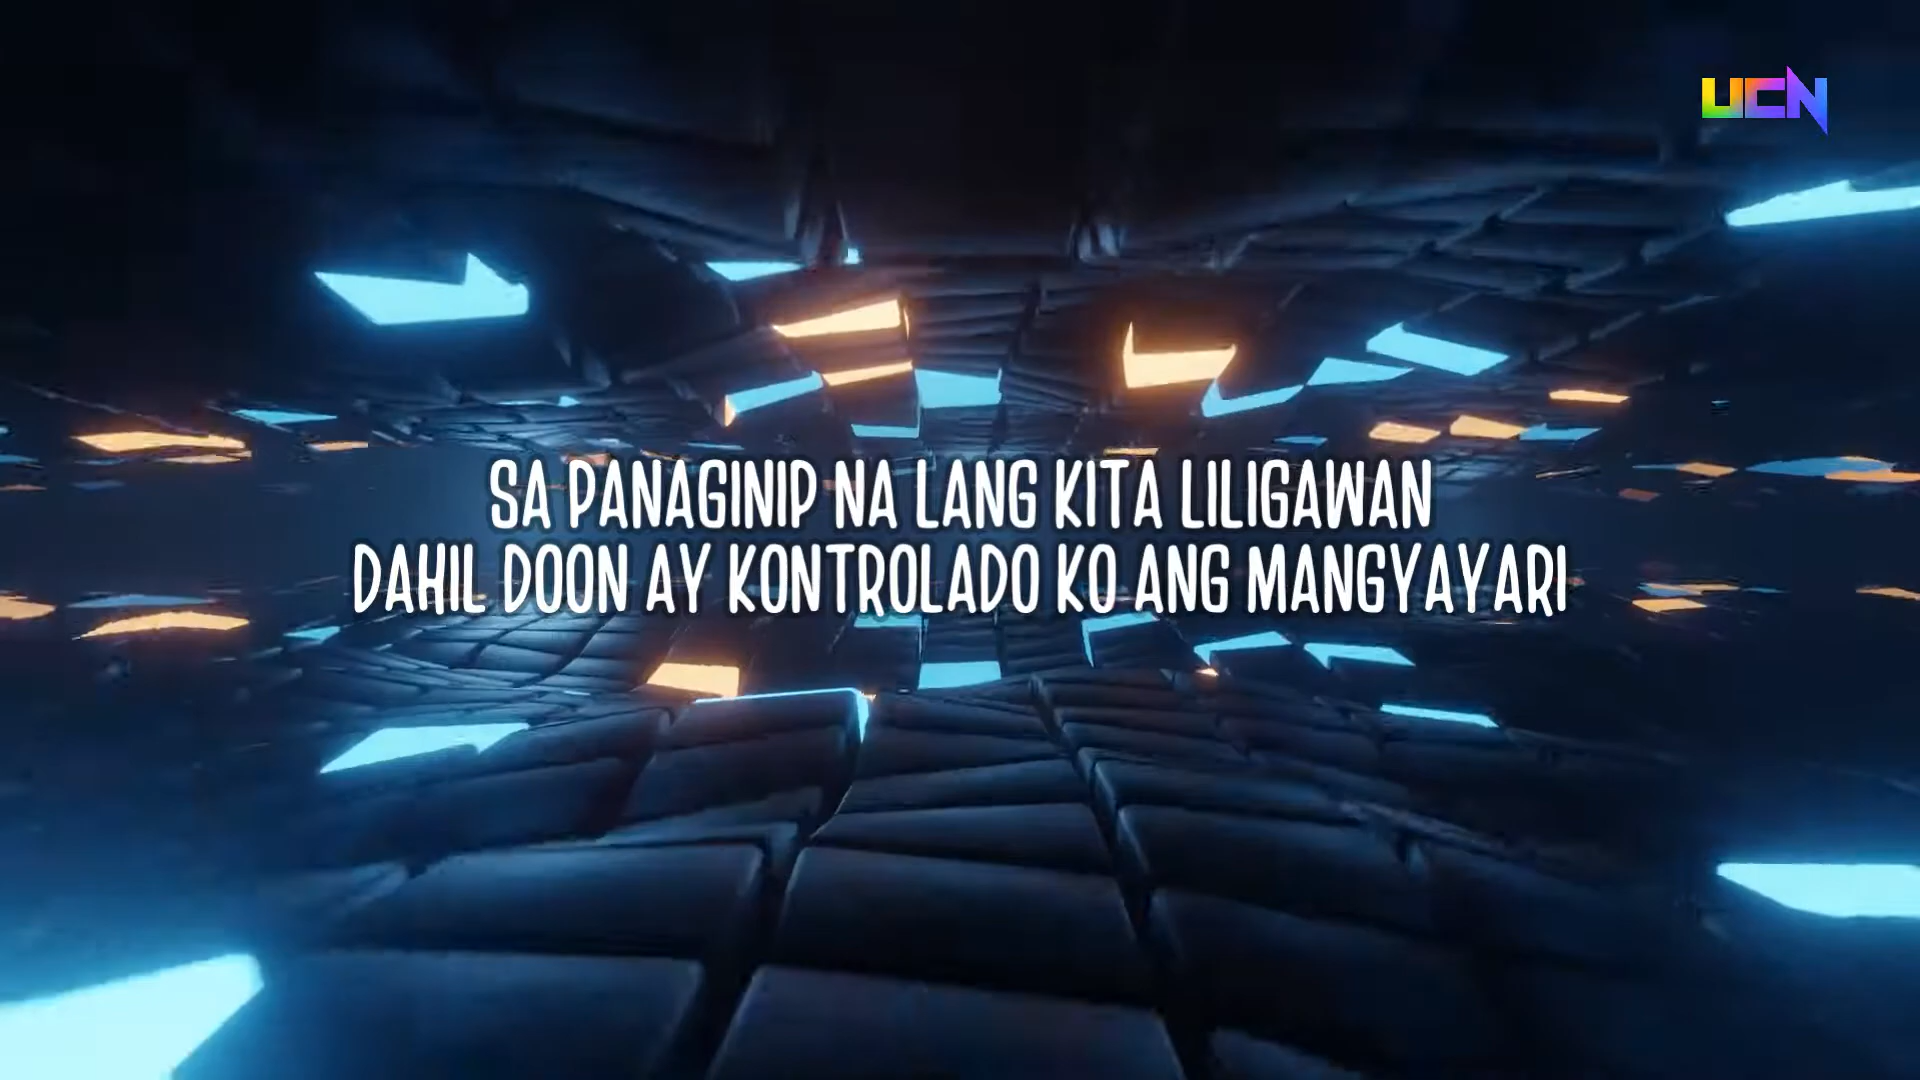 UCN
SA PANAGINIP NA LANG KITA LILIGAWAN
DAHIL DOON AY KONTROLADO KO ANG MANGYAYARI